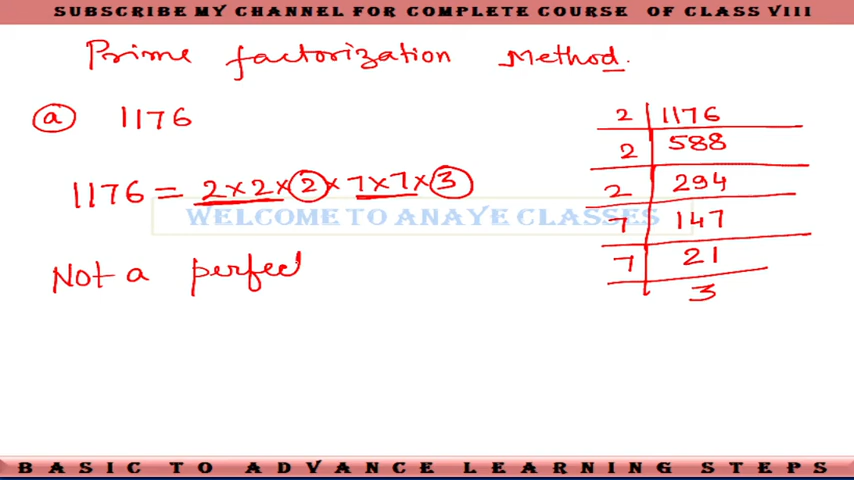 SUBSCRIBE MY CHANNEL FOR COMPLETE COURSE OF CLASS VIII
Prime factorization Method.
(a) 1176
1176 = 2×2×2×7×7×3
WELCOME TO ANAYE CLASSES
Not a perfect
2 | 1176
2 | 588
2 | 294
7 | 147
7 | 21
3
BASIC TO ADVANCE LEARNING STEPS